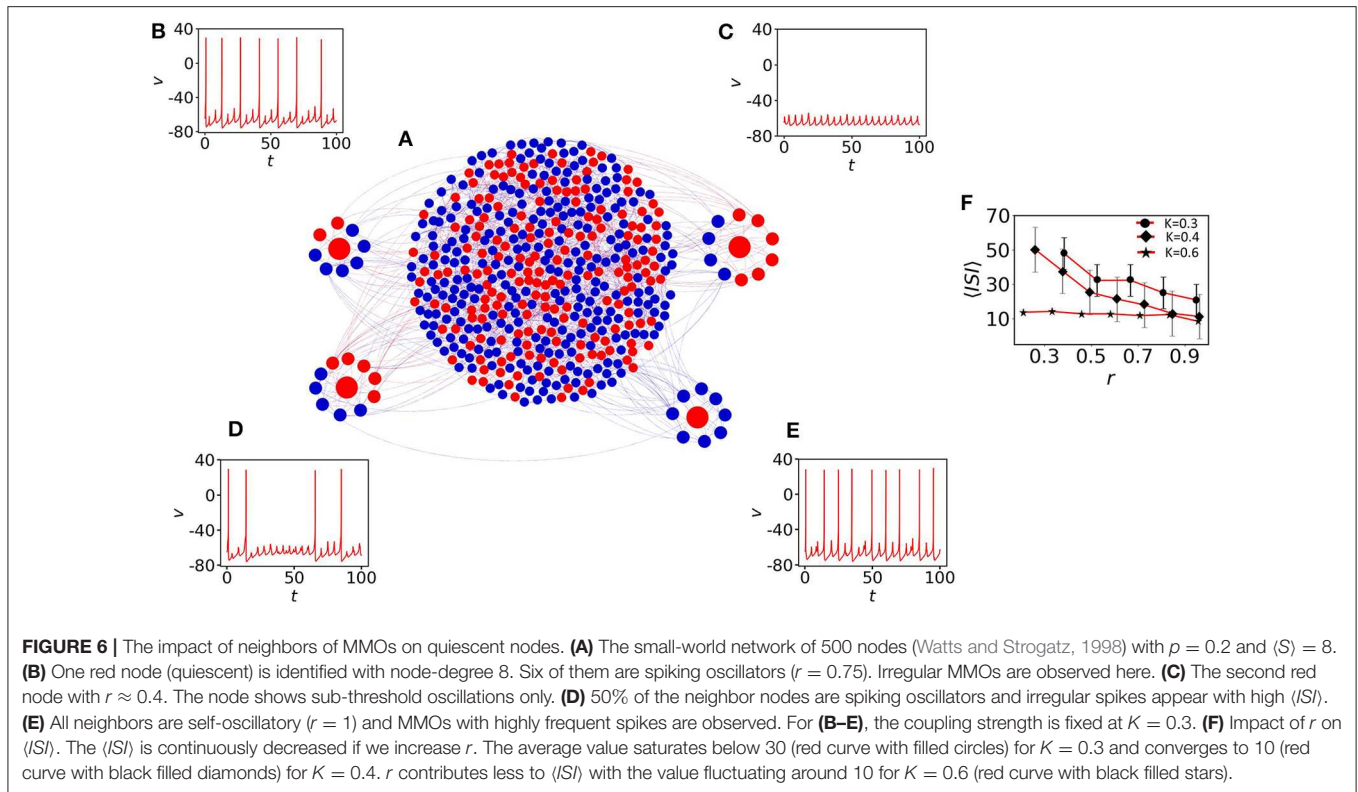 B
40
0
-40
-80
v
0 50 100
t
C
40
0
-40
-80
v
0 50 100
t
A
F
70
50
30
10
⟨ISI⟩
K=0.3
K=0.4
K=0.6
0.3 0.5 0.7 0.9
r
D
40
0
-40
-80
v
0 50 100
t
E
40
0
-40
-80
v
0 50 100
t
FIGURE 6 | The impact of neighbors of MMOs on quiescent nodes. (A) The small-world network of 500 nodes (Watts and Strogatz, 1998) with p = 0.2 and ⟨S⟩ = 8.
(B) One red node (quiescent) is identified with node-degree 8. Six of them are spiking oscillators (r = 0.75). Irregular MMOs are observed here. (C) The second red
node with r ≈ 0.4. The node shows sub-threshold oscillations only. (D) 50% of the neighbor nodes are spiking oscillators and irregular spikes appear with high ⟨ISI⟩.
(E) All neighbors are self-oscillatory (r = 1) and MMOs with highly frequent spikes are observed. For (B–E), the coupling strength is fixed at K = 0.3. (F) Impact of r on
⟨ISI⟩. The ⟨ISI⟩ is continuously decreased if we increase r. The average value saturates below 30 (red curve with filled circles) for K = 0.3 and converges to 10 (red
curve with black filled diamonds) for K = 0.4. r contributes less to ⟨ISI⟩ with the value fluctuating around 10 for K = 0.6 (red curve with black filled stars).